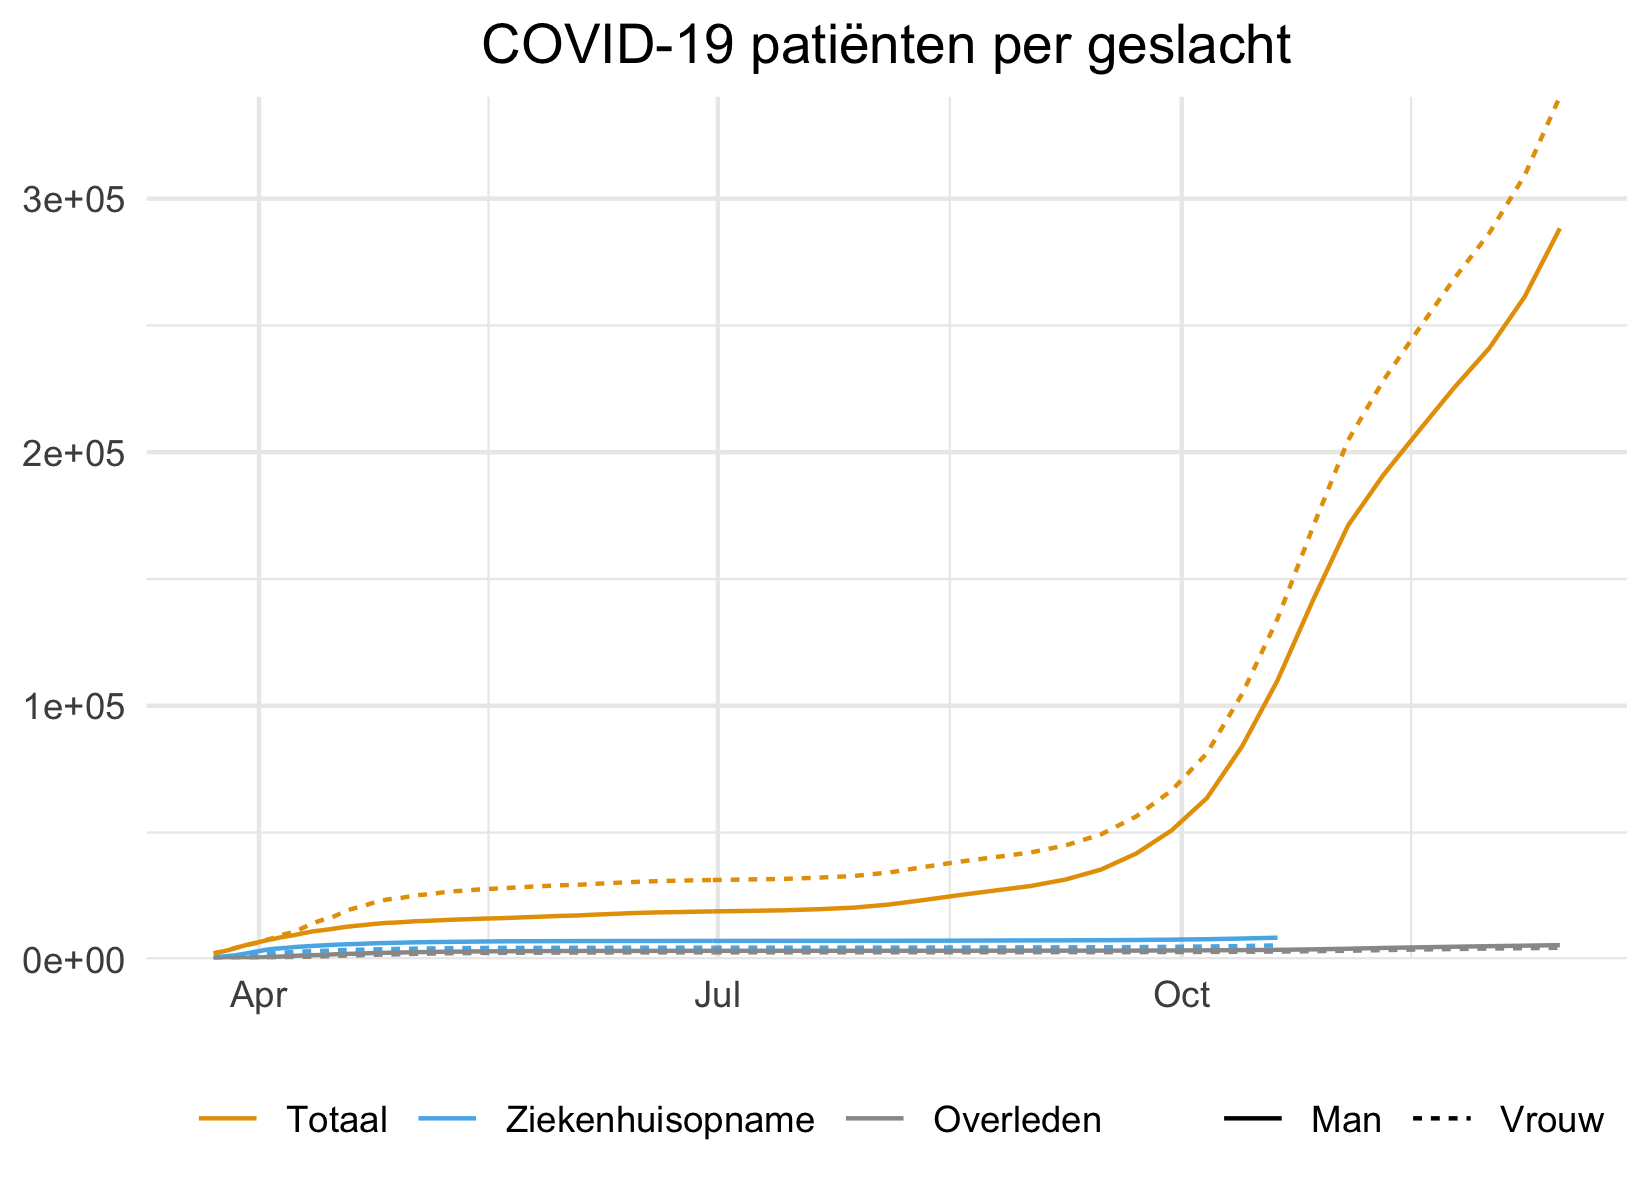 COVID-19 patiënten per geslacht
3e+05
2e+05
1e+05
0e+00
Apr Jul Oct
Totaal Ziekenhuisopname Overleden Man Vrouw